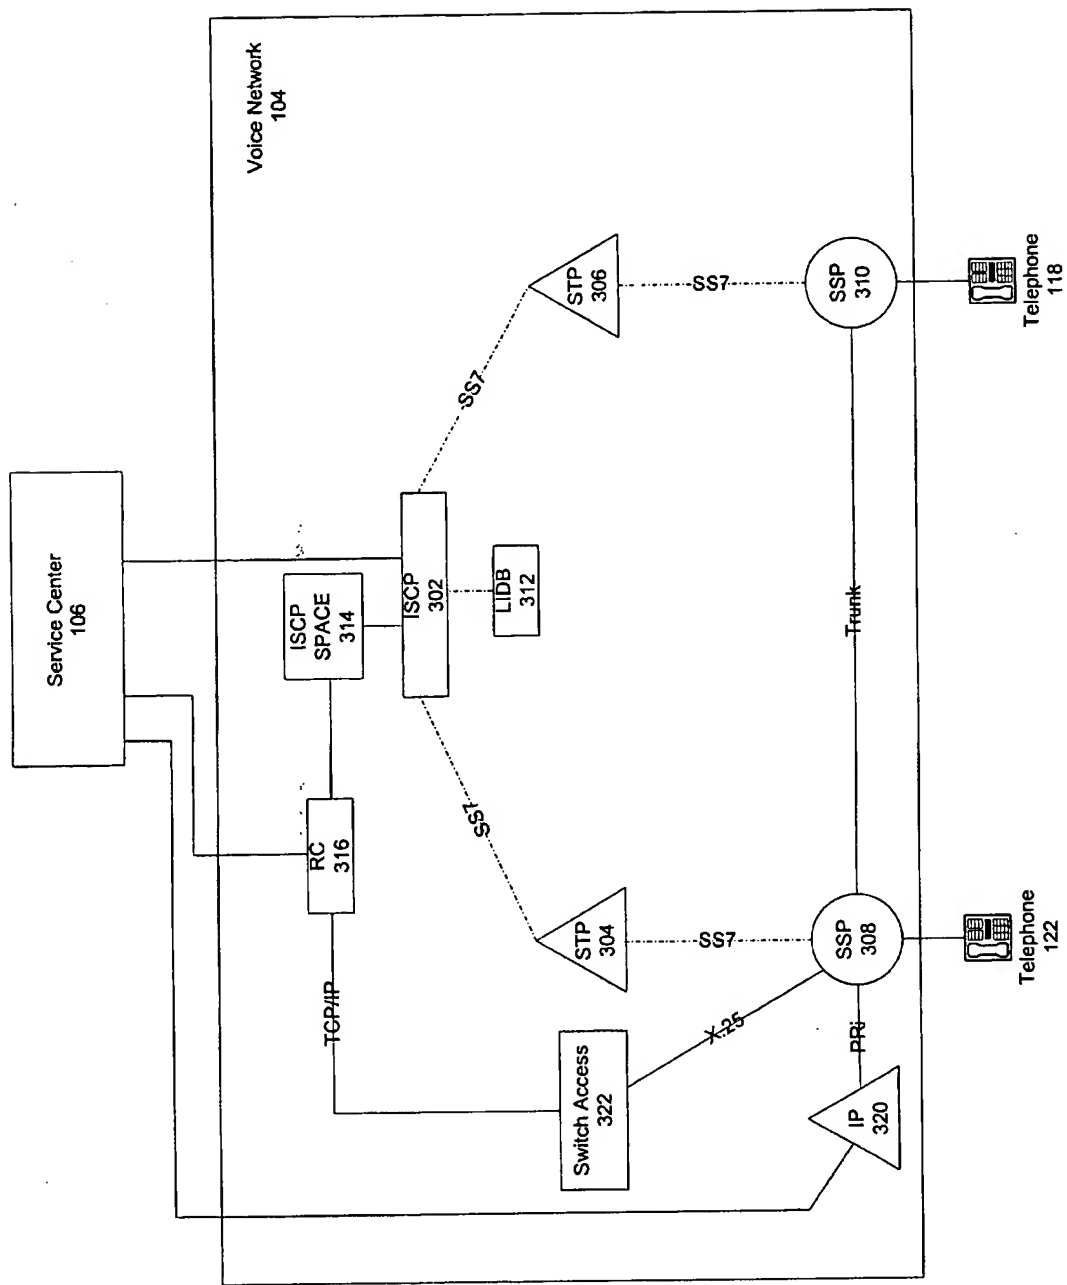 Service Center
106
Voice Network
104
ISCP
SPACE
314
RC
316
ISCP
302
LIDB
312
SS7
SS7
TCP/IP
STP
304
STP
306
Switch Access
322
SS7
SS7
X.25
Trunk
PRi
IP
320
SSP
308
SSP
310
Telephone
122
Telephone
118